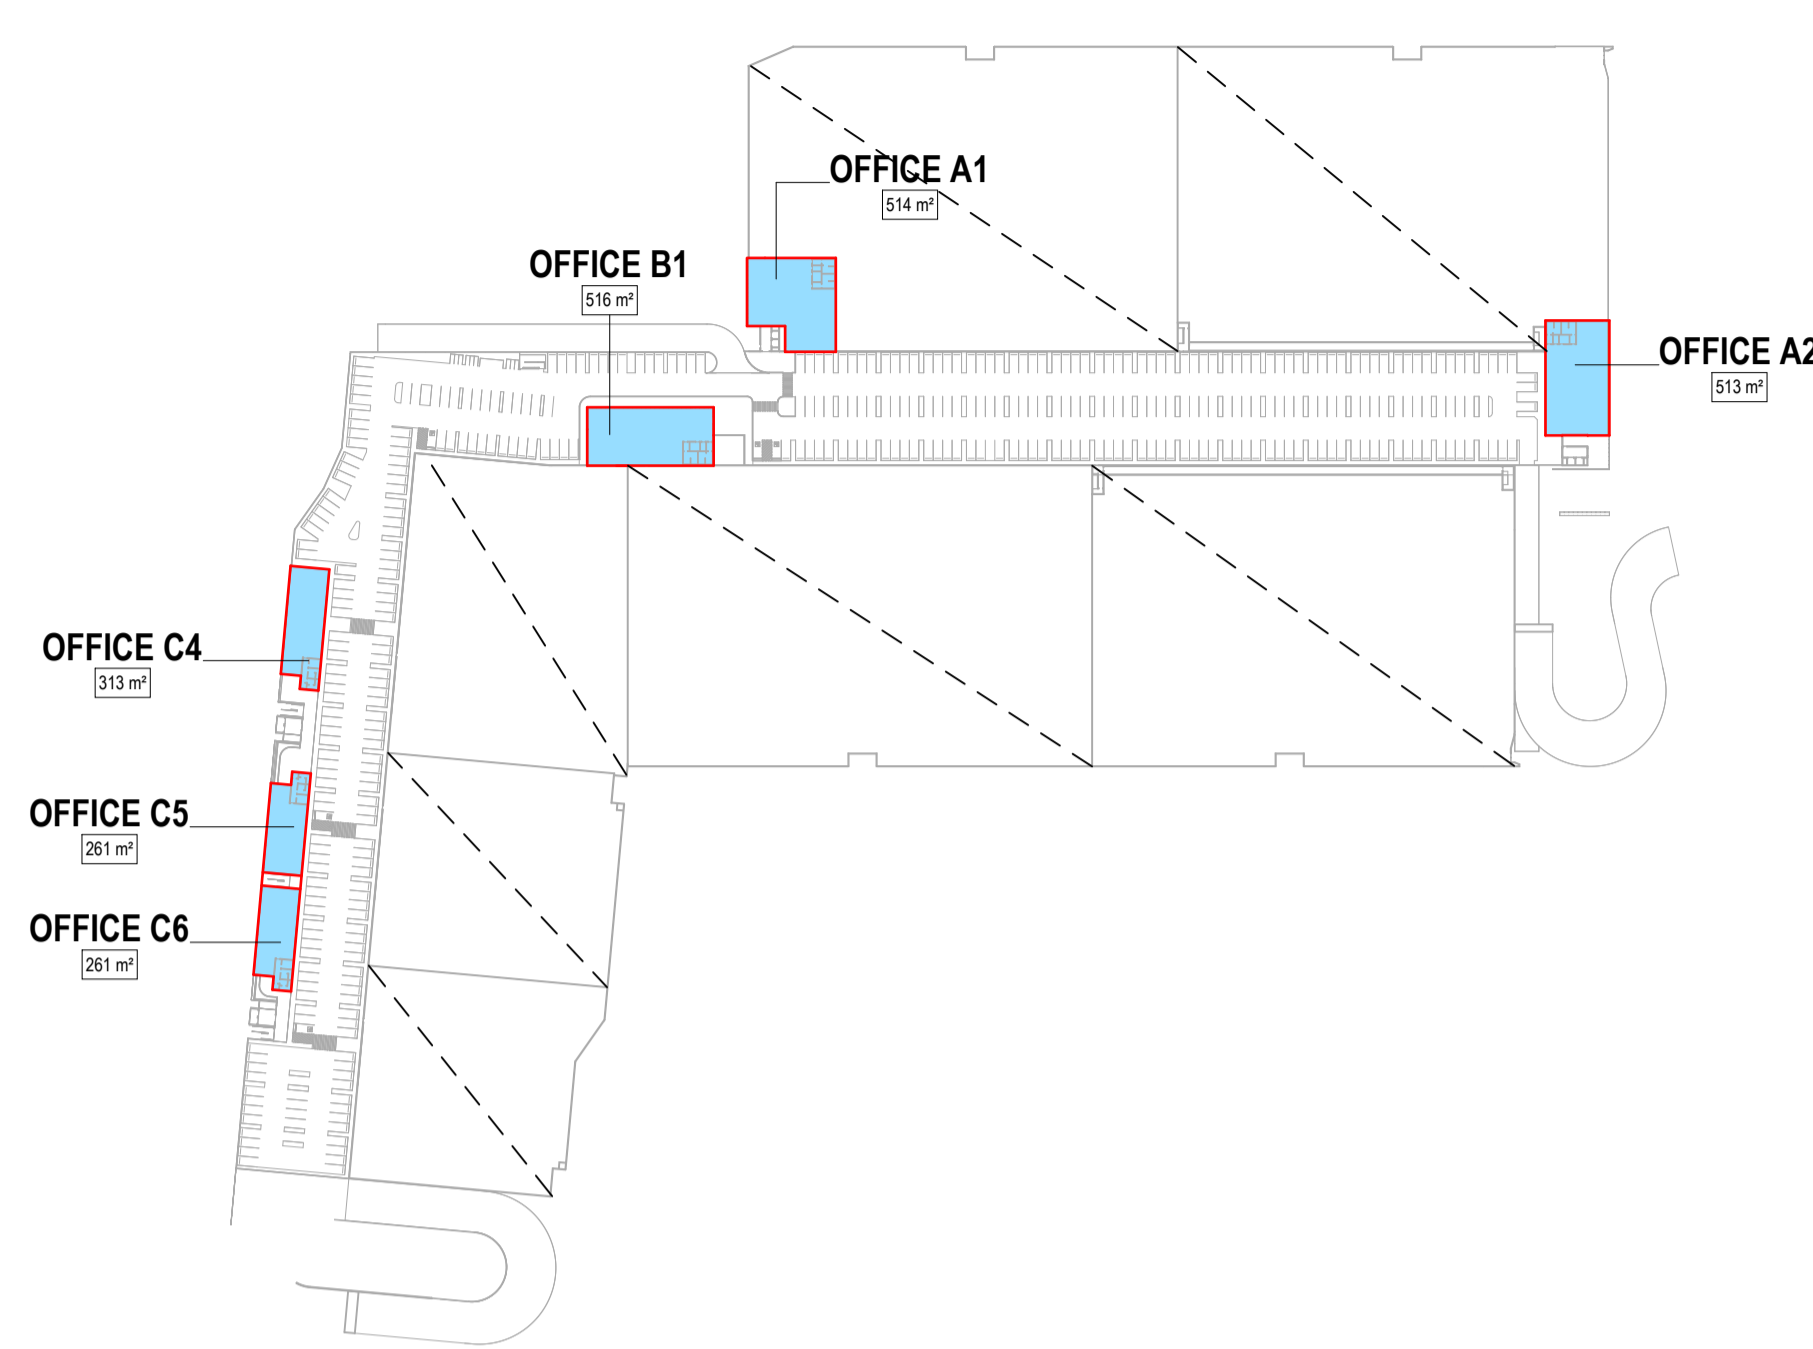 OFFICE A1
514 m²
OFFICE B1
516 m²
OFFICE A2
513 m²
OFFICE C4
313 m²
OFFICE C5
261 m²
OFFICE C6
261 m²